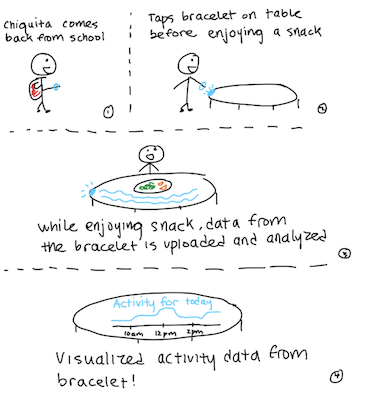 Chiquita comes
back from school
1
Taps bracelet on table
before enjoying a snack
2
while enjoying snack, data from
the bracelet is uploaded and analyzed
3
Activity for today
10am 12pm 2pm
Visualized activity data from
bracelet!
4